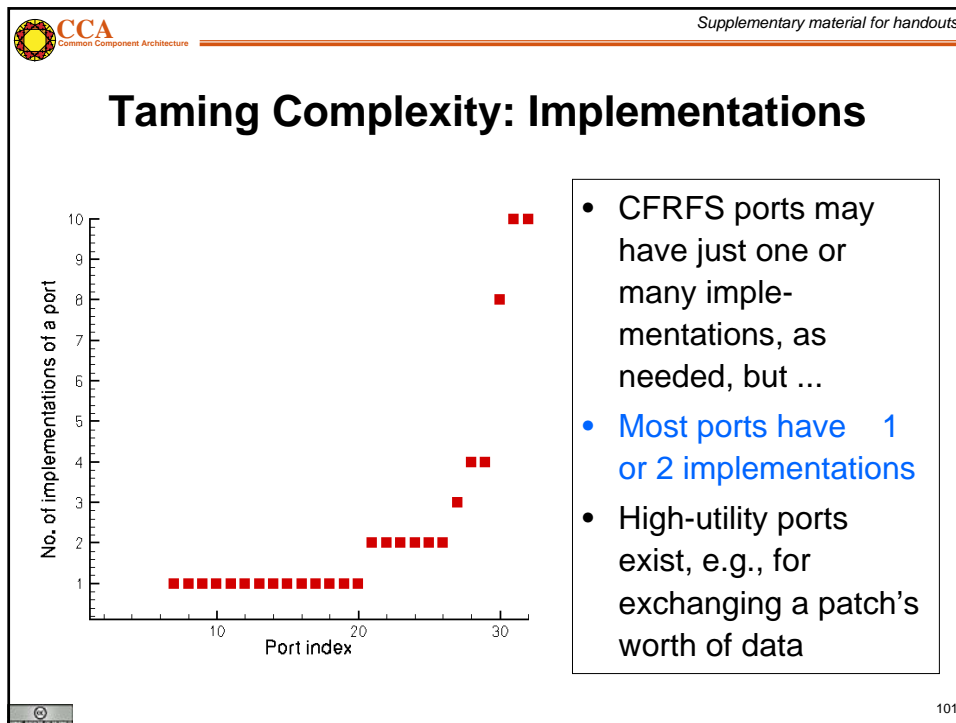 Supplementary material for handouts
CCA
Common Component Architecture
Taming Complexity: Implementations
10
9
8
7
6
5
4
3
2
1
No. of implementations of a port
10
20
30
Port index
• CFRFS ports may
have just one or
many imple-
mentations, as
needed, but ...
• Most ports have 1
or 2 implementations
• High-utility ports
exist, e.g., for
exchanging a patch's
worth of data
cc
101